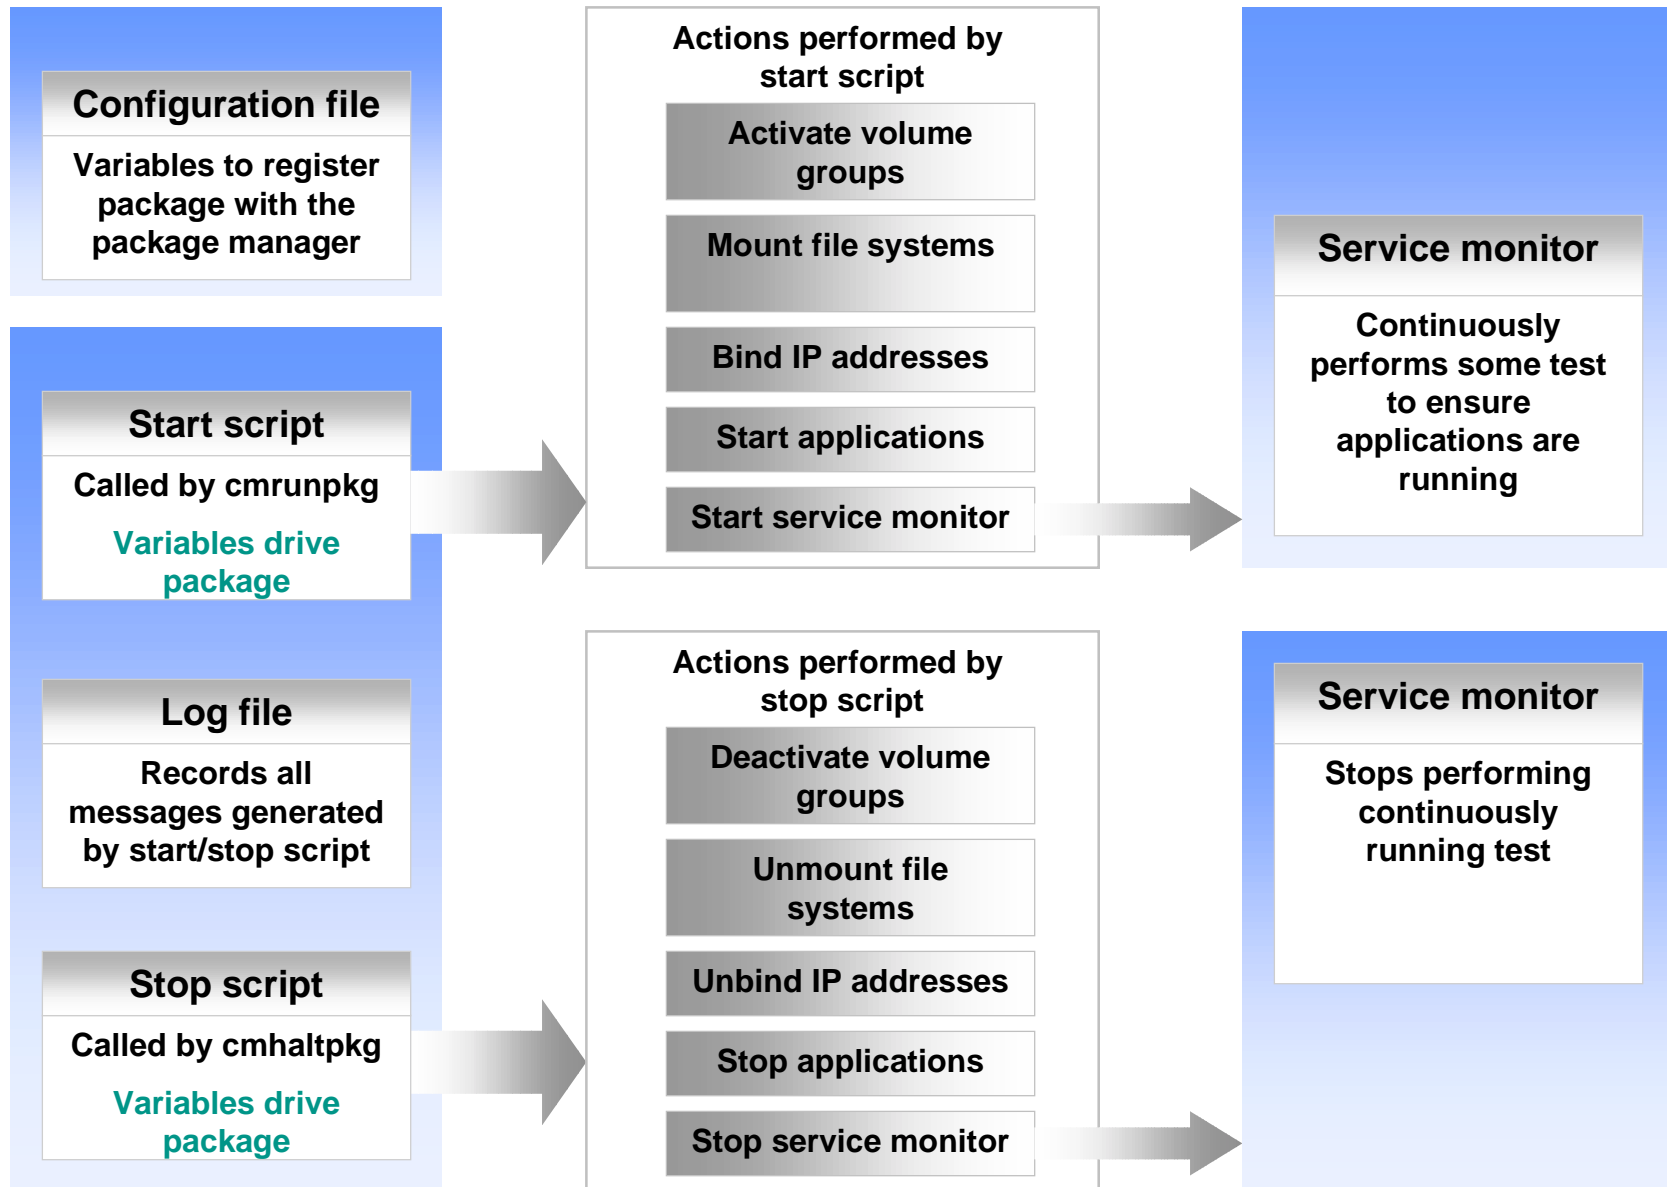 Configuration file
Variables to register
package with the
package manager
Start script
Called by cmrunpkg
Variables drive
package
Log file
Records all
messages generated
by start/stop script
Stop script
Called by cmhaltpkg
Variables drive
package
Actions performed by
start script
Activate volume
groups
Mount file systems
Bind IP addresses
Start applications
Start service monitor
Actions performed by
stop script
Deactivate volume
groups
Unmount file
systems
Unbind IP addresses
Stop applications
Stop service monitor
Service monitor
Continuously
performs some test
to ensure
applications are
running
Service monitor
Stops performing
continuously
running test